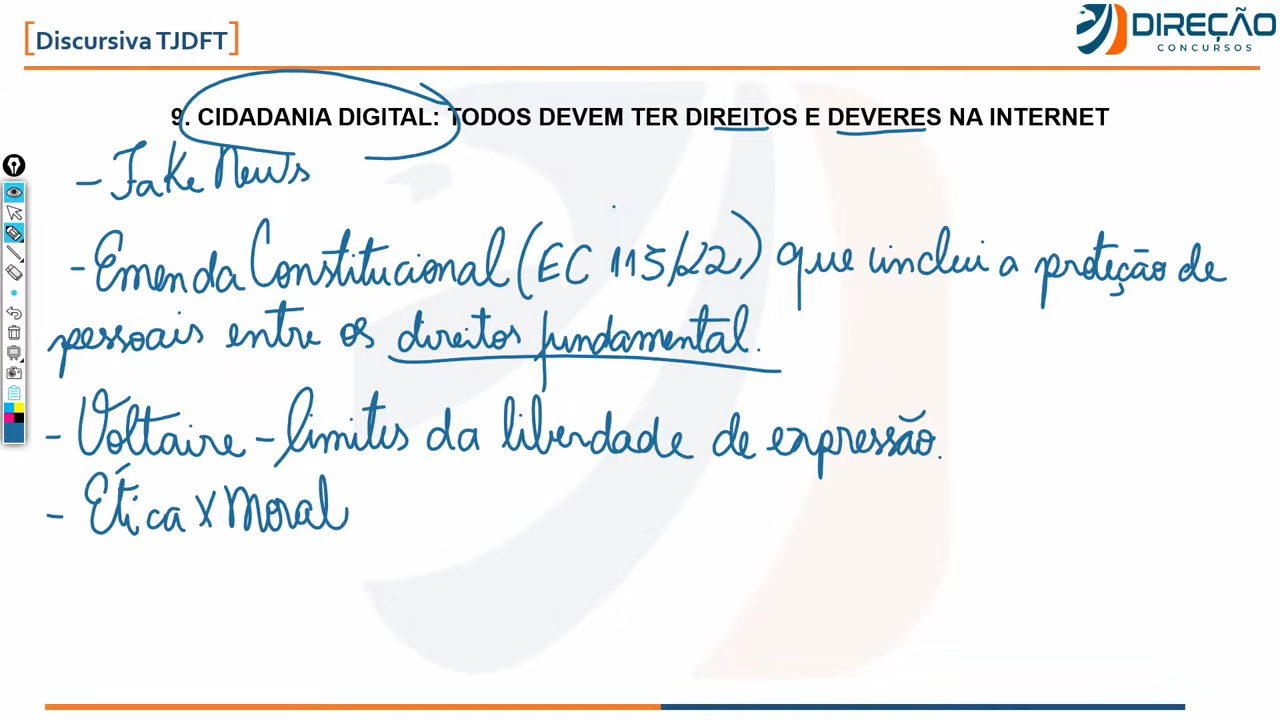 [Discursiva TJDFT]
DIREÇÃO
CONCURSOS
9. CIDADANIA DIGITAL: TODOS DEVEM TER DIREITOS E DEVERES NA INTERNET
- Fake News
- Emenda Constitucional (EC 115/22) que inclui a proteção de
pessoais entre os direitos fundamental.
- Voltaire - limites da liberdade de expressão.
- Ética x Moral